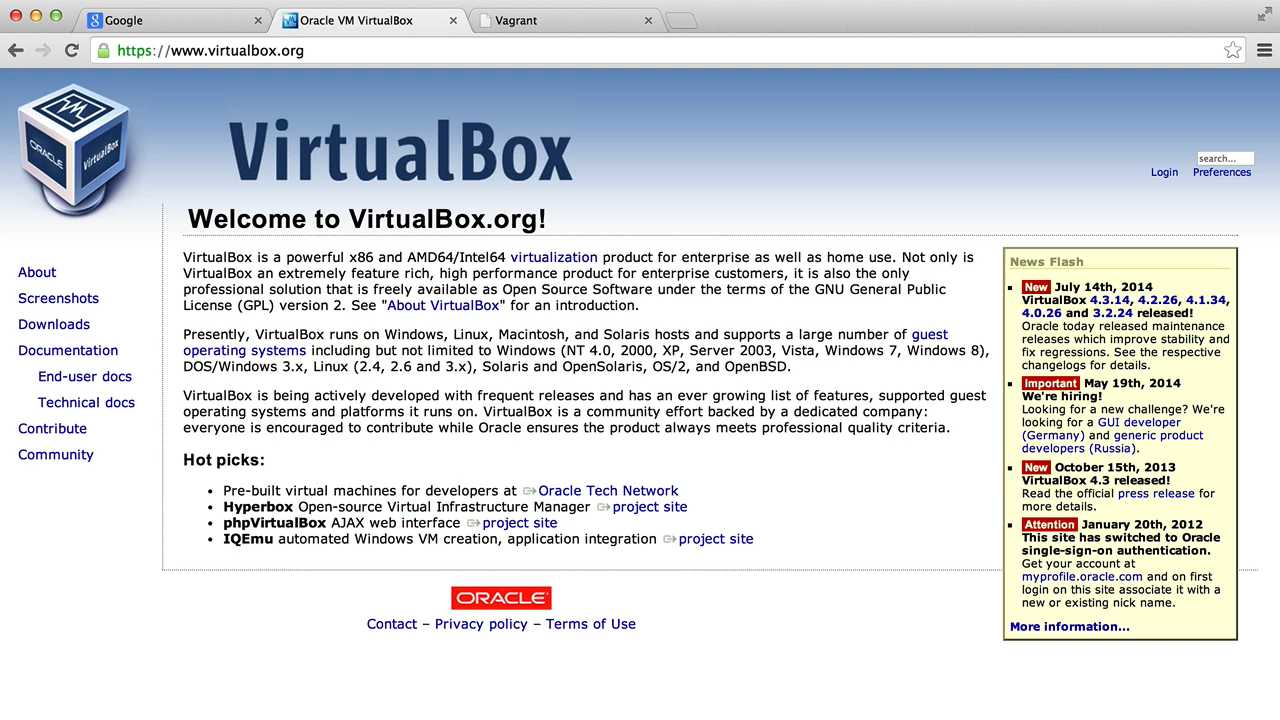 Google
Oracle VM VirtualBox
Vagrant
https://www.virtualbox.org
ORACLE
VirtualBox
VirtualBox
search...
Login
Preferences
Welcome to VirtualBox.org!
About
Screenshots
Downloads
Documentation
End-user docs
Technical docs
Contribute
Community
VirtualBox is a powerful x86 and AMD64/Intel64 virtualization product for enterprise as well as home use. Not only is
VirtualBox an extremely feature rich, high performance product for enterprise customers, it is also the only
professional solution that is freely available as Open Source Software under the terms of the GNU General Public
License (GPL) version 2. See "About VirtualBox" for an introduction.
Presently, VirtualBox runs on Windows, Linux, Macintosh, and Solaris hosts and supports a large number of guest
operating systems including but not limited to Windows (NT 4.0, 2000, XP, Server 2003, Vista, Windows 7, Windows 8),
DOS/Windows 3.x, Linux (2.4, 2.6 and 3.x), Solaris and OpenSolaris, OS/2, and OpenBSD.
VirtualBox is being actively developed with frequent releases and has an ever growing list of features, supported guest
operating systems and platforms it runs on. VirtualBox is a community effort backed by a dedicated company:
everyone is encouraged to contribute while Oracle ensures the product always meets professional quality criteria.
Hot picks:
• Pre-built virtual machines for developers at Oracle Tech Network
• Hyperbox Open-source Virtual Infrastructure Manager project site
• phpVirtualBox AJAX web interface project site
• IQEmu automated Windows VM creation, application integration project site
News Flash
New July 14th, 2014
VirtualBox 4.3.14, 4.2.26, 4.1.34,
4.0.26 and 3.2.24 released!
Oracle today released maintenance
releases which improve stability and
fix regressions. See the respective
changelogs for details.
Important May 19th, 2014
We're hiring!
Looking for a new challenge? We're
looking for a GUI developer
(Germany) and generic product
developers (Russia).
New October 15th, 2013
VirtualBox 4.3 released!
Read the official press release for
more details.
Attention January 20th, 2012
This site has switched to Oracle
single-sign-on authentication.
Get your account at
myprofile.oracle.com and on first
login on this site associate it with a
new or existing nick name.
More information...
ORACLE
Contact – Privacy policy – Terms of Use